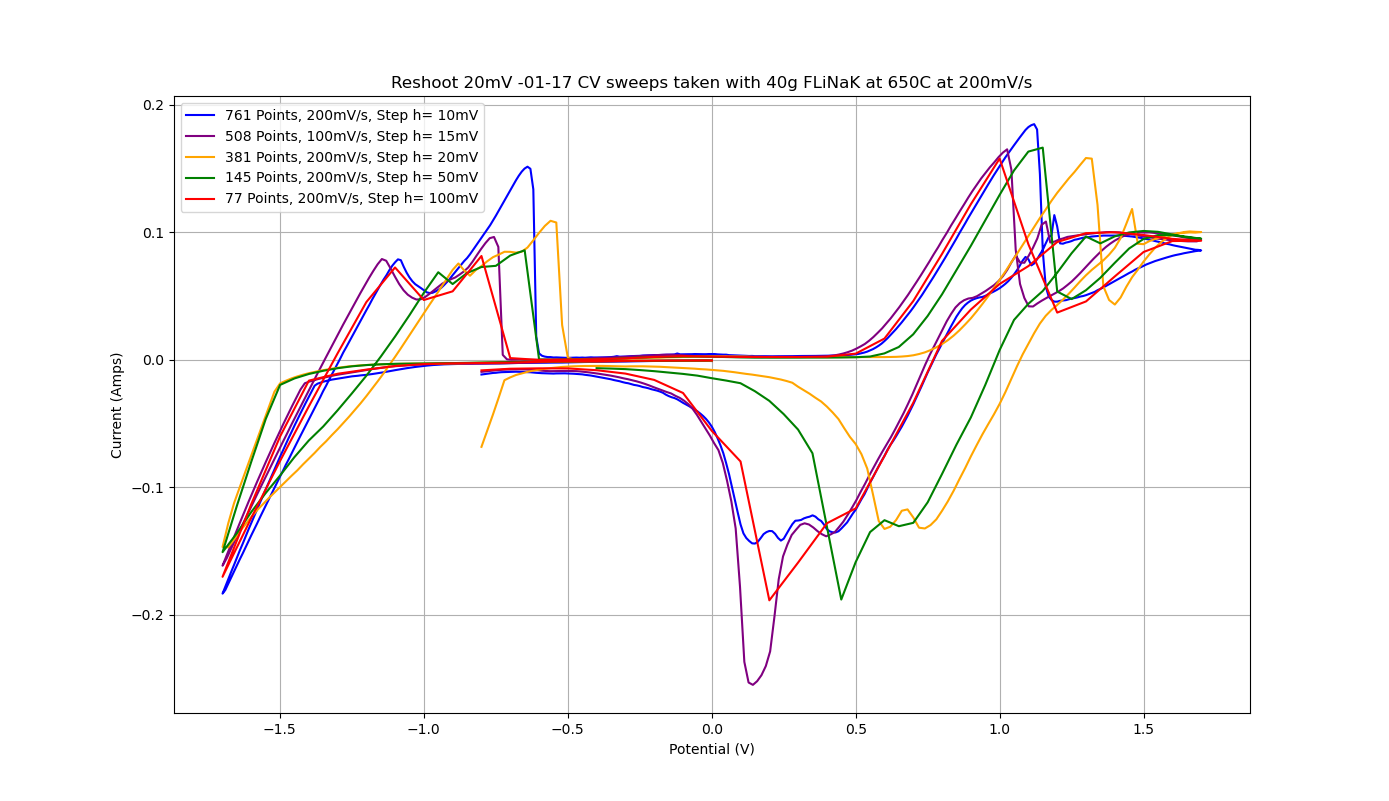 Reshoot 20mV -01-17 CV sweeps taken with 40g FLiNaK at 650C at 200mV/s
761 Points, 200mV/s, Step h= 10mV
508 Points, 100mV/s, Step h= 15mV
381 Points, 200mV/s, Step h= 20mV
145 Points, 200mV/s, Step h= 50mV
77 Points, 200mV/s, Step h= 100mV
Current (Amps)
0.2
0.1
0.0
−0.1
−0.2
−1.5
−1.0
−0.5
0.0
0.5
1.0
1.5
Potential (V)